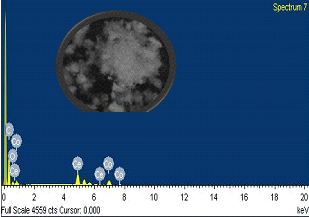 Spectrum 7
0 2 4 6 8 10 12 14 16 18 20
Full Scale 4559 cts Cursor: 0.000 keV